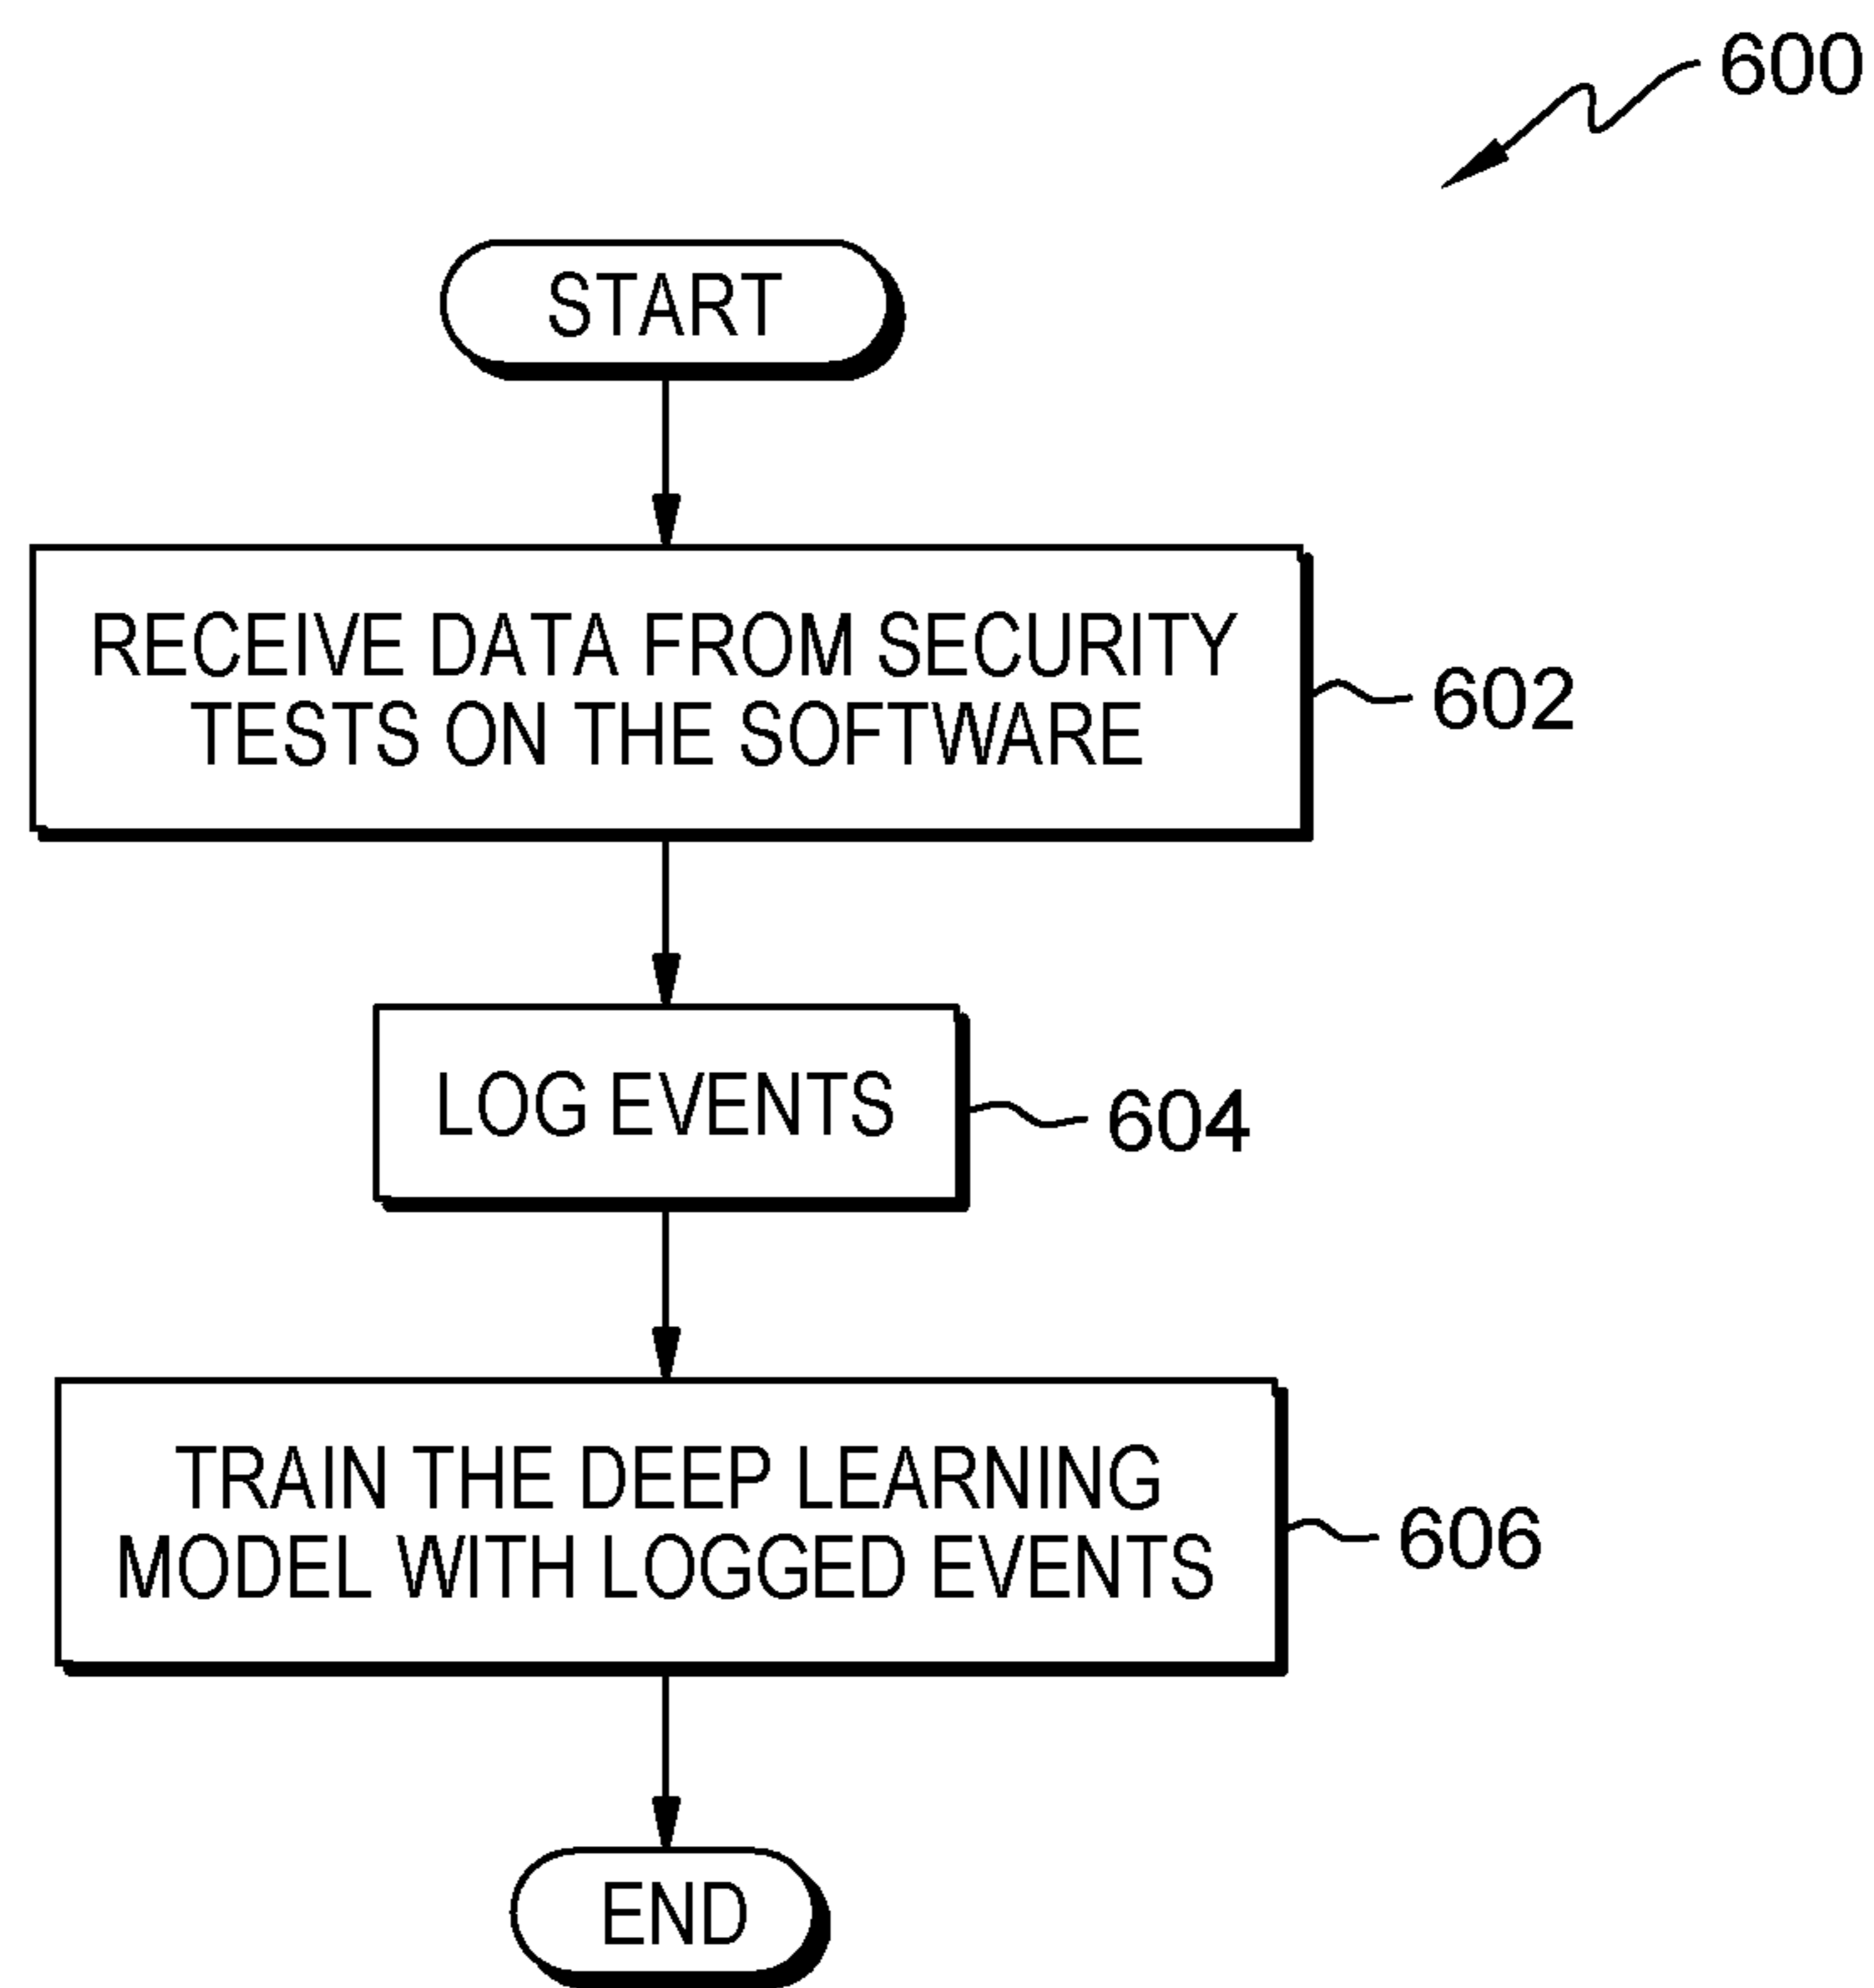 600
START
RECEIVE DATA FROM SECURITY
TESTS ON THE SOFTWARE
602
LOG EVENTS
604
TRAIN THE DEEP LEARNING
MODEL WITH LOGGED EVENTS
606
END